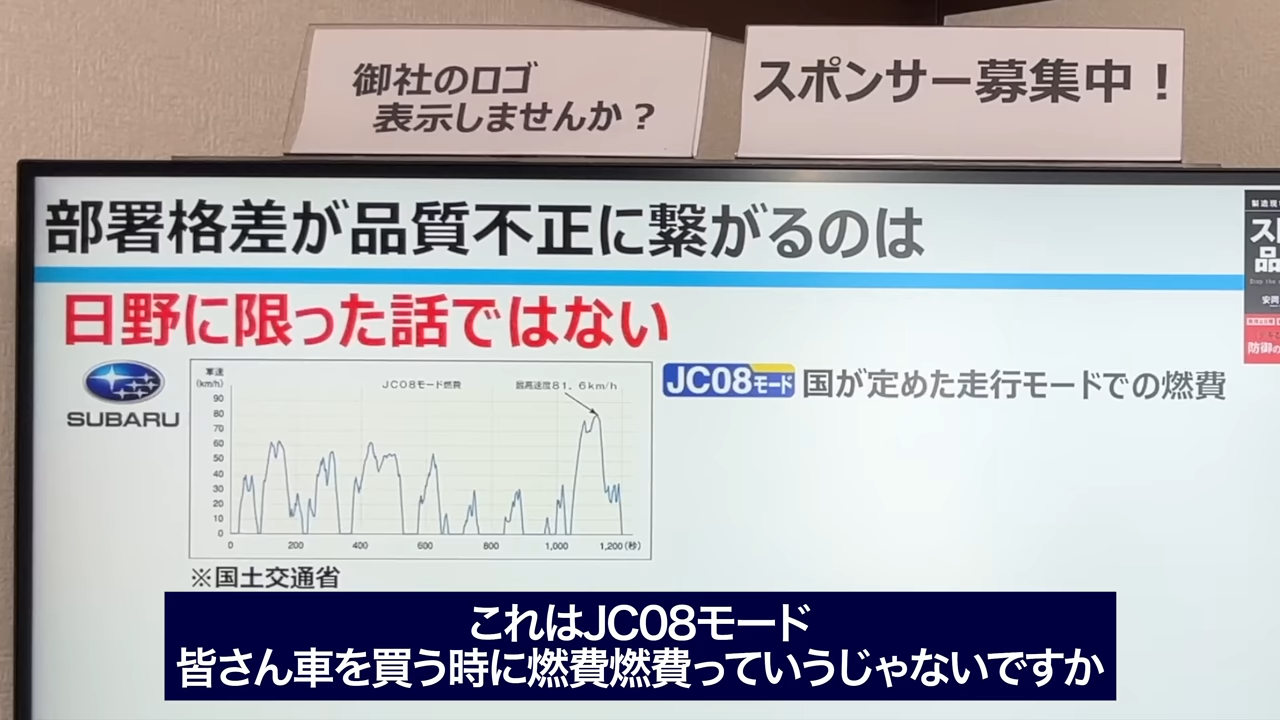 御社のロゴ
表示しませんか?
スポンサー募集中!
部署格差が品質不正に繋がるのは
日野に限った話ではない
SUBARU
車速
(km/h)
JC08モード燃費
最高速度81.6km/h
90
80
70
60
50
40
30
20
10
0
0 200 400 600 800 1,000 1,200(秒)
※国土交通省
JC08モード 国が定めた走行モードでの燃費
これはJC08モード
皆さん車を買う時に燃費燃費っていうじゃないですか